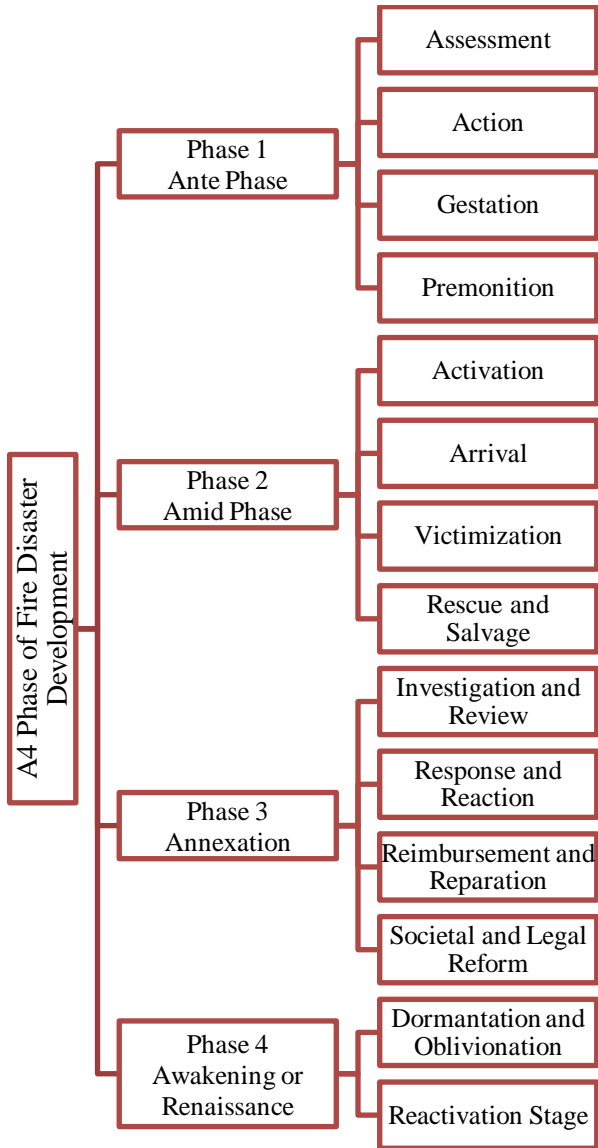 A4 Phase of Fire Disaster
Development
Phase 1
Ante Phase
Assessment
Action
Gestation
Premonition
Phase 2
Amid Phase
Activation
Arrival
Victimization
Rescue and
Salvage
Phase 3
Annexation
Investigation and
Review
Response and
Reaction
Reimbursement and
Reparation
Societal and Legal
Reform
Phase 4
Awakening or
Renaissance
Dormantation and
Oblivionation
Reactivation Stage